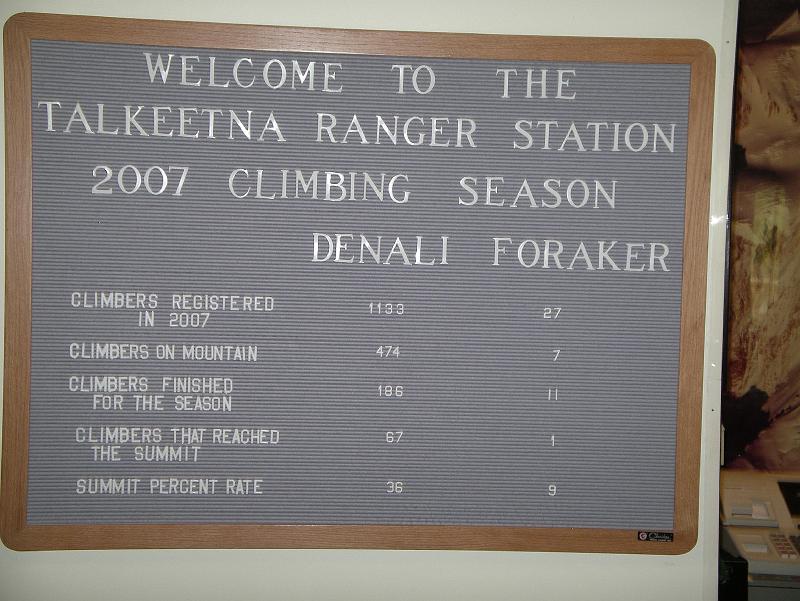 WELCOME TO THE
TALKEETNA RANGER STATION
2007 CLIMBING SEASON
DENALI FORAKER
CLIMBERS REGISTERED
IN 2007 1133 27
CLIMBERS ON MOUNTAIN 474 7
CLIMBERS FINISHED
FOR THE SEASON 186 11
CLIMBERS THAT REACHED
THE SUMMIT 67 1
SUMMIT PERCENT RATE 36 9